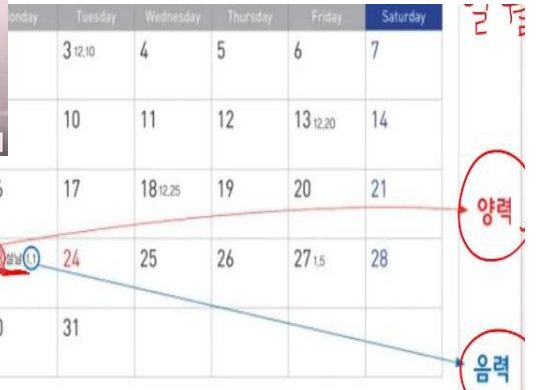 Tuesday Wednesday Thursday Friday Saturday
3 12.10 4 5 6 7
10 11 12 13 12.20 14
17 18 12.25 19 20 21
양력
설날 1.1 24 25 26 27 1.5 28
31
음력